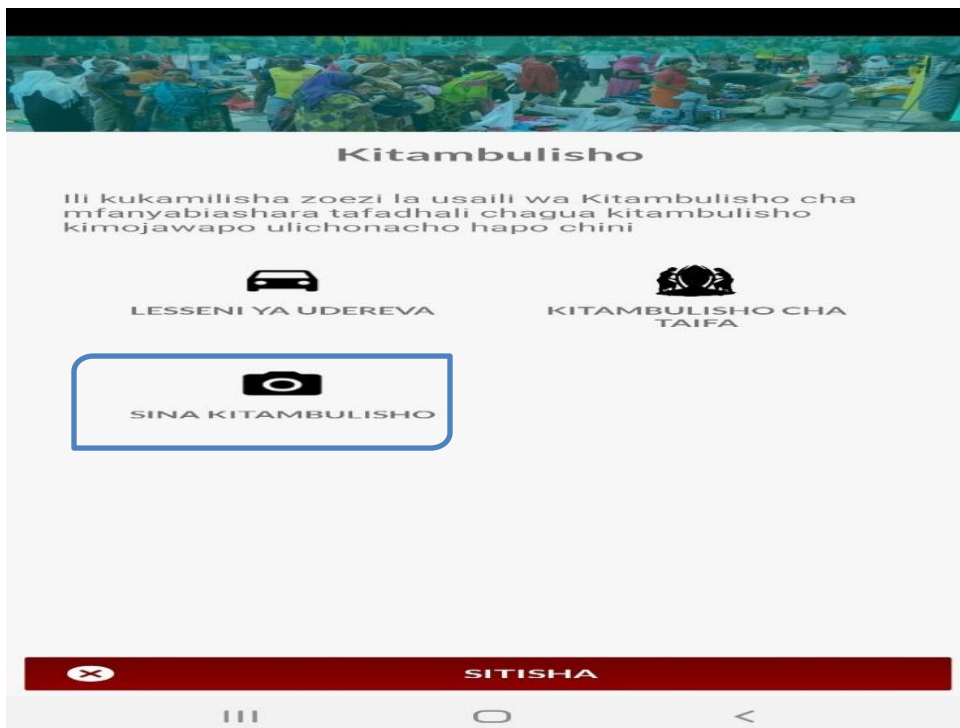 Kitambulisho
Ili kukamilisha zoezi la usaili wa Kitambulisho cha
mfanyabiashara tafadhali chagua kitambulisho
kimojawapo ulichonacho hapo chini
LESSENI YA UDEREVA
KITAMBULISHO CHA
TAIFA
SINA KITAMBULISHO
SITISHA